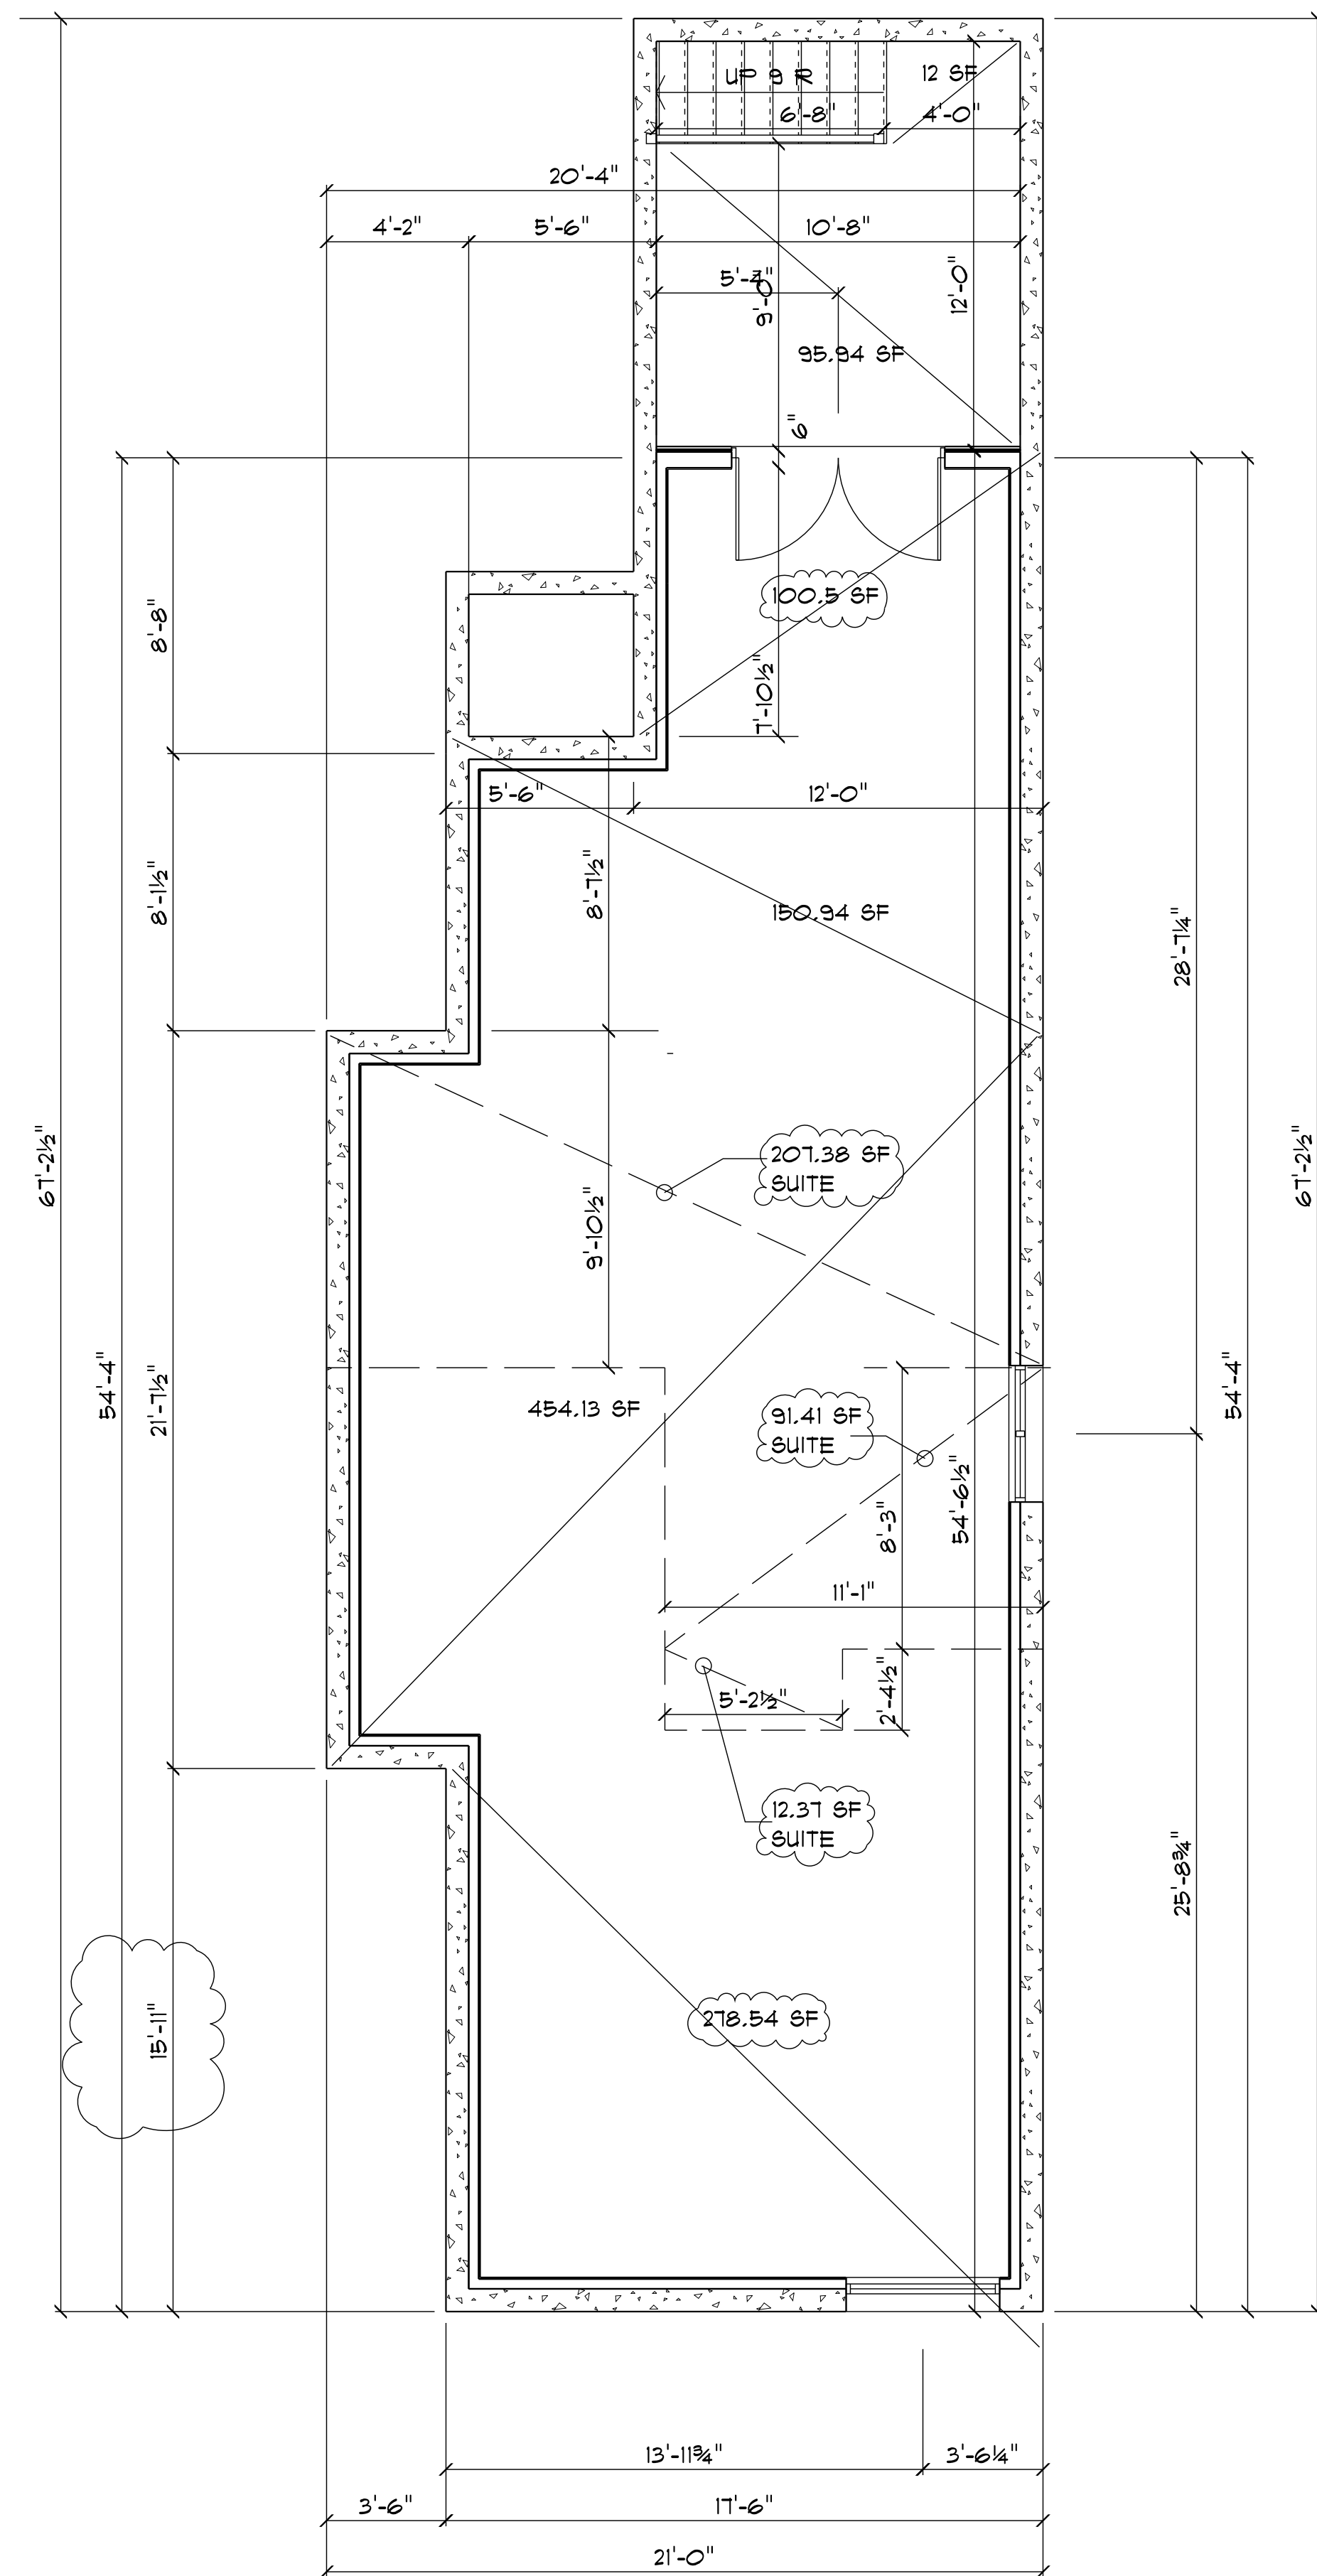 UP 9 R
12 SF
6'-8"
4'-0"
20'-4"
4'-2"
5'-6"
10'-8"
5'-4"
9'-0"
12'-0"
95.94 SF
6"
100.5 SF
8'-8"
7'-10½"
5'-6"
12'-0"
8'-1½"
8'-7½"
150.94 SF
28'-7¼"
67'-2½"
207.38 SF
SUITE
67'-2½"
9'-10½"
54'-4"
21'-7½"
454.13 SF
91.41 SF
SUITE
54'-4"
8'-3"
54'-6½"
11'-1"
5'-2½"
2'-4½"
12.37 SF
SUITE
25'-8¾"
15'-11"
278.54 SF
13'-11¾"
3'-6¼"
3'-6"
17'-6"
21'-0"